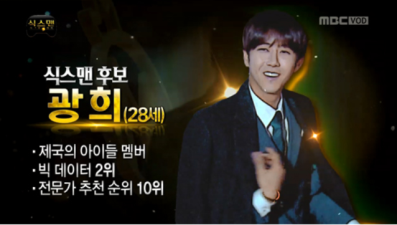 식스맨
MBC VOD
식스맨 후보
광희(28세)
· 제국의 아이들 멤버
· 빅 데이터 2위
· 전문가 추천 순위 10위